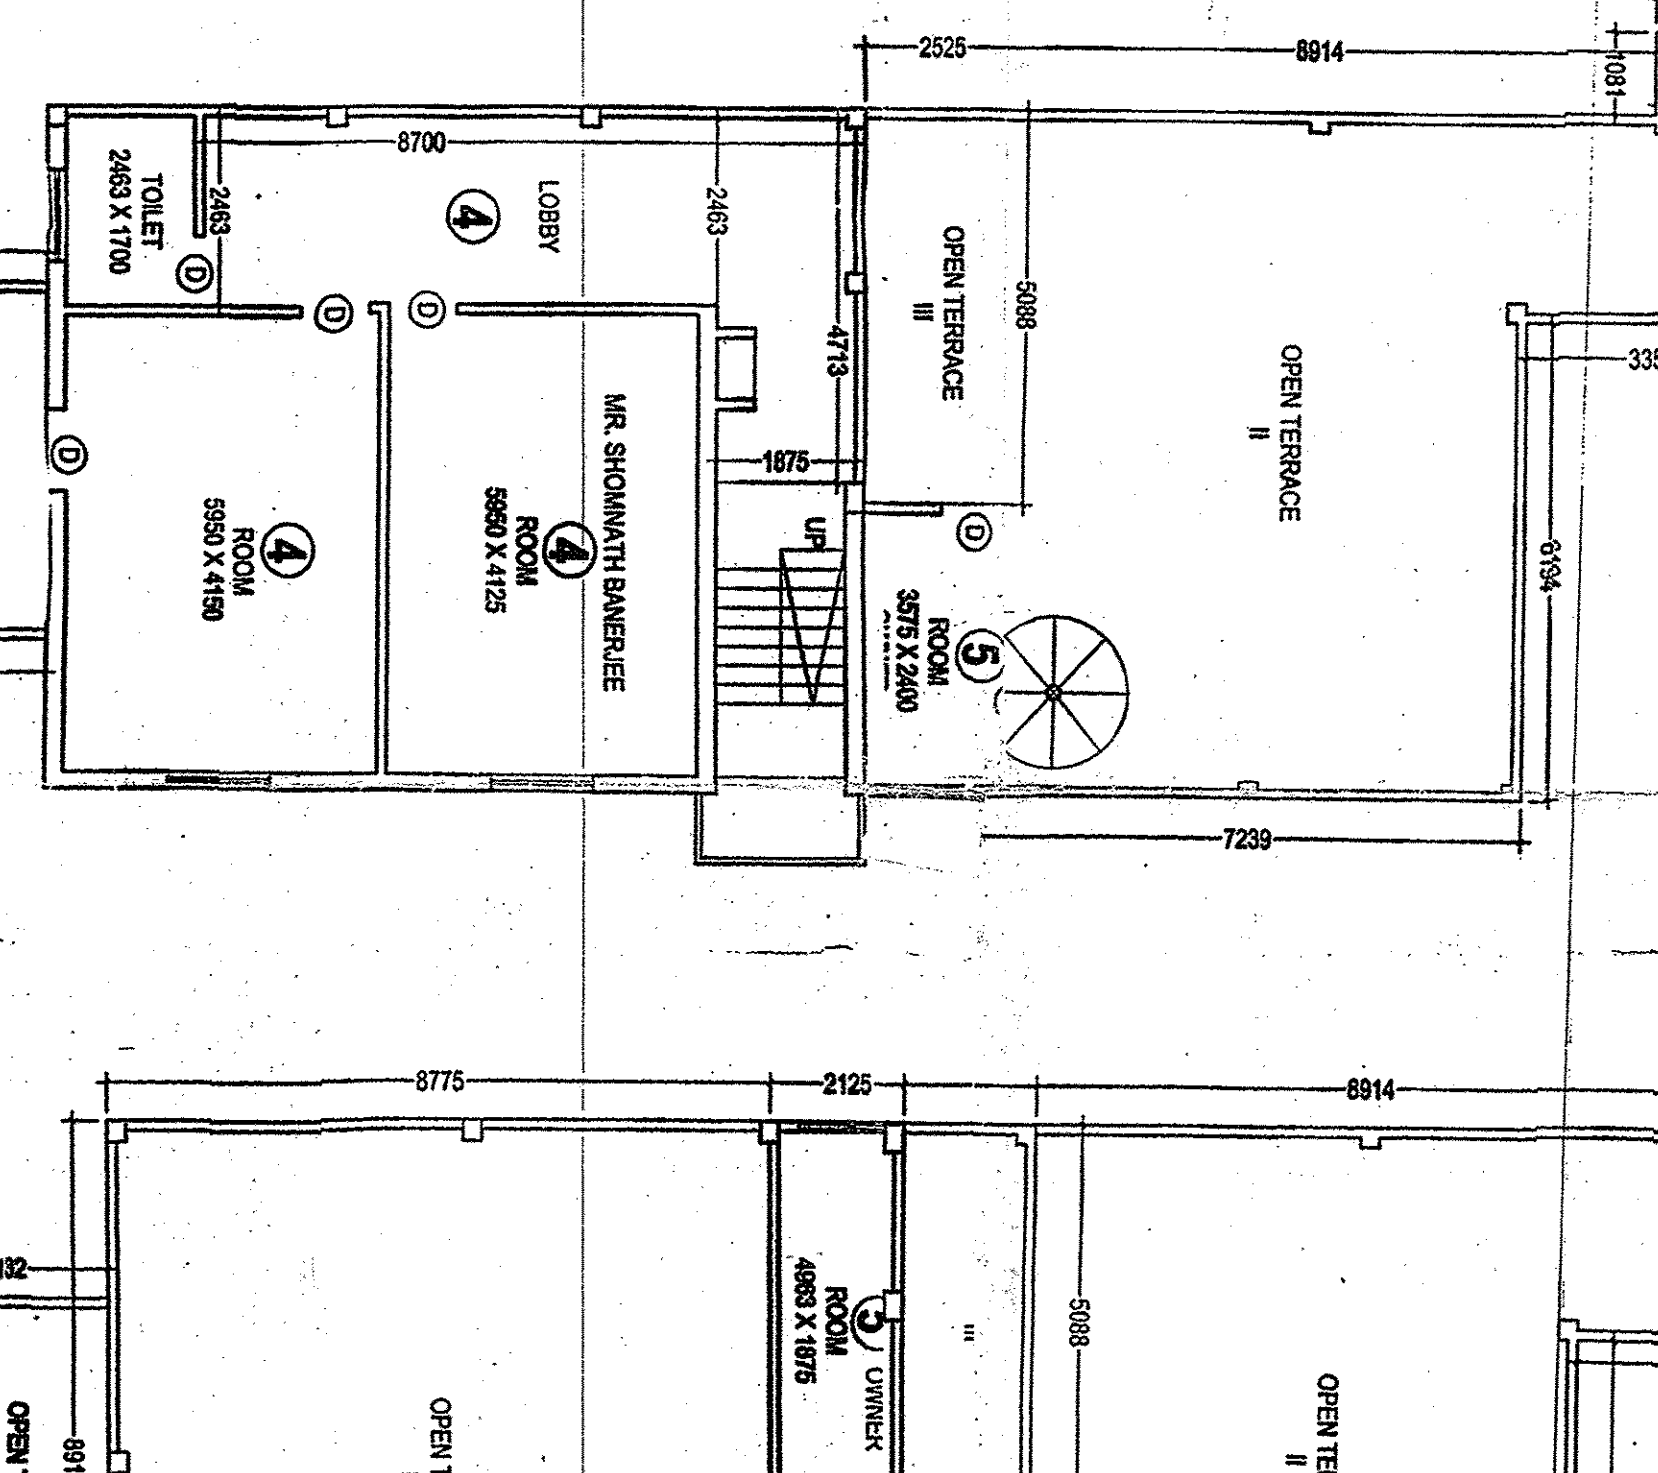 2525
8914
1081
8700
TOILET
2463 X 1700
2463
LOBBY
4
2463
4713
OPEN TERRACE
III
5088
OPEN TERRACE
II
335
6194
D
D
D
D
D
1875
UP
MR. SHOMNATH BANERJEE
4
ROOM
5950 X 4125
4
ROOM
5950 X 4150
5
ROOM
3575 X 2400
7239
8775
2125
8914
5
ROOM
4963 X 1875
OWNER
III
5088
OPEN
II
OPEN
OPEN